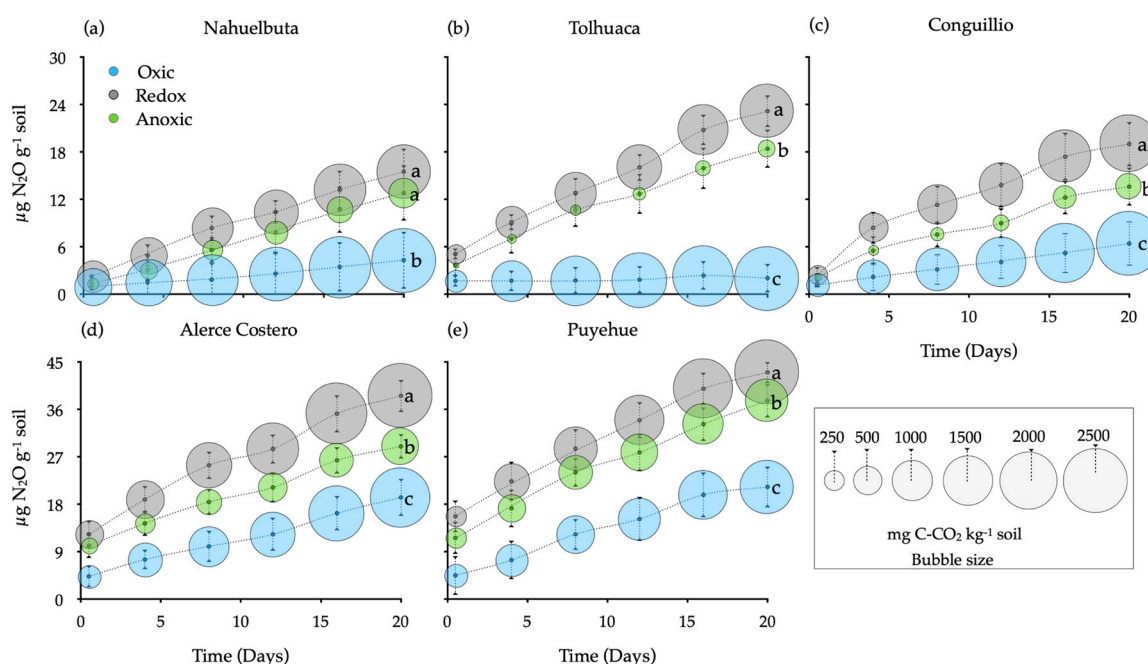 (a) Nahuelbuta
(b) Tolhuaca
(c) Conguillio
30
24
18
12
6
0
µg N₂O g⁻¹ soil
Oxic
Redox
Anoxic
a
a
b
a
b
c
a
b
c
0 5 10 15 20
Time (Days)
(d) Alerce Costero
(e) Puyehue
45
36
27
18
9
0
µg N₂O g⁻¹ soil
a
b
c
a
b
c
0 5 10 15 20
Time (Days)
0 5 10 15 20
Time (Days)
250 500 1000 1500 2000 2500
mg C-CO₂ kg⁻¹ soil
Bubble size